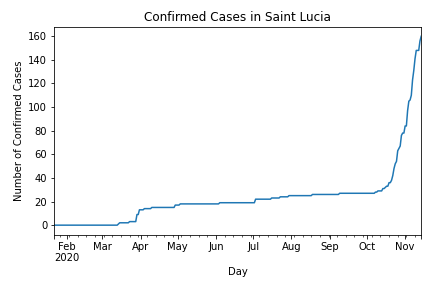 Confirmed Cases in Saint Lucia
Number of Confirmed Cases
160
140
120
100
80
60
40
20
0
Feb Mar Apr May Jun Jul Aug Sep Oct Nov
2020
Day